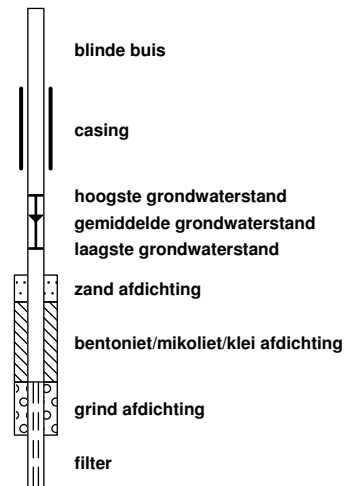 blinde buis
casing
hoogste grondwaterstand
gemiddelde grondwaterstand
laagste grondwaterstand
zand afdichting
bentoniet/mikoliet/klei afdichting
grind afdichting
filter